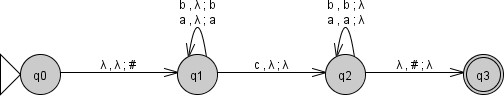 b , λ ; b
a , λ ; a
b , b ; λ
a , a ; λ
λ , λ ; #
c , λ ; λ
λ , # ; λ
q0
q1
q2
q3